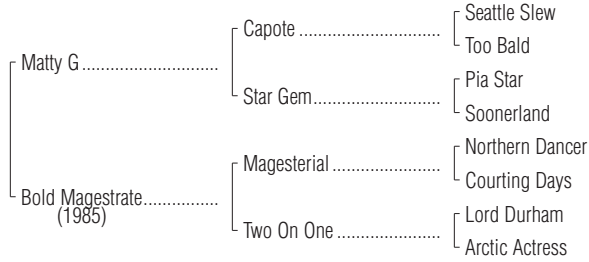 Seattle Slew
Capote
Too Bald
Matty G
Pia Star
Star Gem
Soonerland
Northern Dancer
Magesterial
Courting Days
Bold Magestrate
(1985)
Lord Durham
Two On One
Arctic Actress